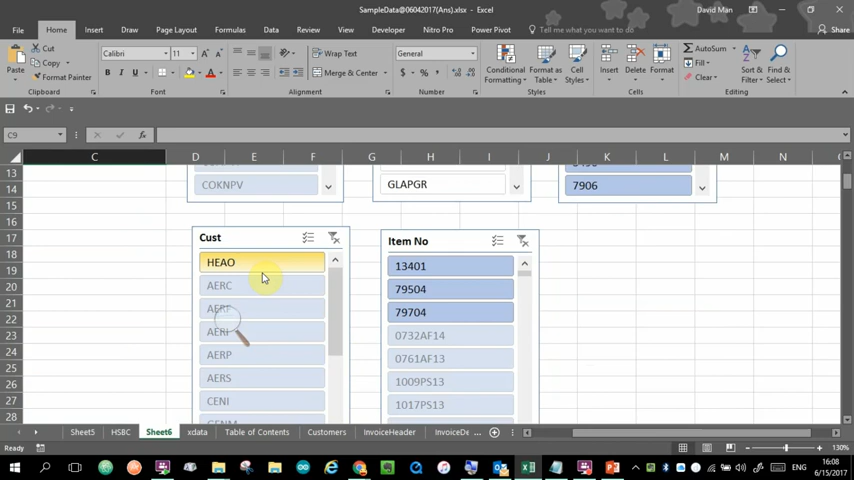 SampleData@06042017(Ans).xlsx - Excel
David Man
File Home Insert Draw Page Layout Formulas Data Review View Developer Nitro Pro Power Pivot Tell me what you want to do Share
Cut
Copy
Format Painter
Paste
Calibri 11
Wrap Text
Merge & Center
General
Conditional Formatting
Format as Table
Cell Styles
Insert
Delete
Format
AutoSum
Fill
Clear
Sort & Filter
Find & Select
Clipboard Font Alignment Number Styles Cells Editing
C9
C D E F G H I J K L M N
13
14 COKNPV GLAPGR 7906
15
16
17 Cust Item No
18 HEAO 13401
19 AERC 79504
20
21 AERF 79704
22 AERI 0732AF14
23
24 AERP 0761AF13
25 AERS 1009PS13
26
27 CENI 1017PS13
28
Sheet5 HSBC Sheet6 xdata Table of Contents Customers InvoiceHeader InvoiceDe ...
Ready
130%
ENG
16:08
6/15/2017